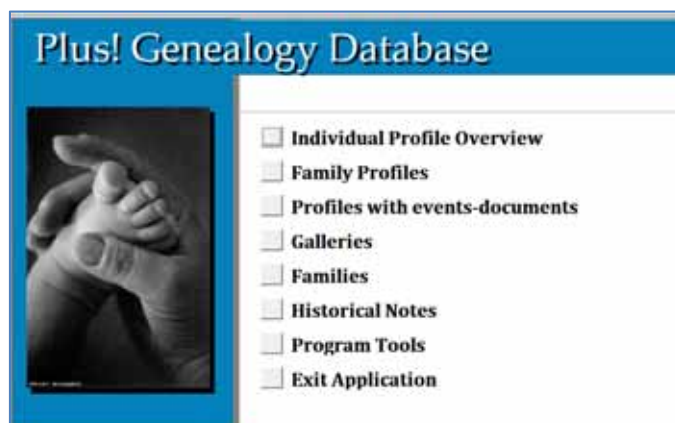 Plus! Genealogy Database
Individual Profile Overview
Family Profiles
Profiles with events-documents
Galleries
Families
Historical Notes
Program Tools
Exit Application